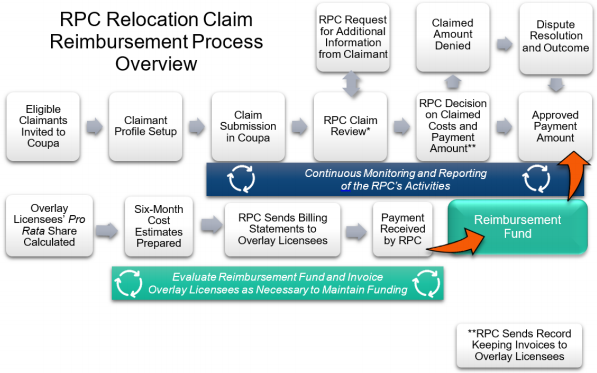 RPC Relocation Claim
Reimbursement Process
Overview
RPC Request
for Additional
Information
from Claimant
Claimed
Amount
Denied
Dispute
Resolution
and Outcome
Eligible
Claimants
Invited to
Coupa
Claimant
Profile Setup
Claim
Submission
in Coupa
RPC Claim
Review*
RPC Decision
on Claimed
Costs and
Payment
Amount**
Approved
Payment
Amount
Continuous Monitoring and Reporting
of the RPC's Activities
Overlay
Licensees' Pro
Rata Share
Calculated
Six-Month
Cost
Estimates
Prepared
RPC Sends Billing
Statements to
Overlay Licensees
Payment
Received
by RPC
Reimbursement
Fund
Evaluate Reimbursement Fund and Invoice
Overlay Licensees as Necessary to Maintain Funding
**RPC Sends Record
Keeping Invoices to
Overlay Licensees